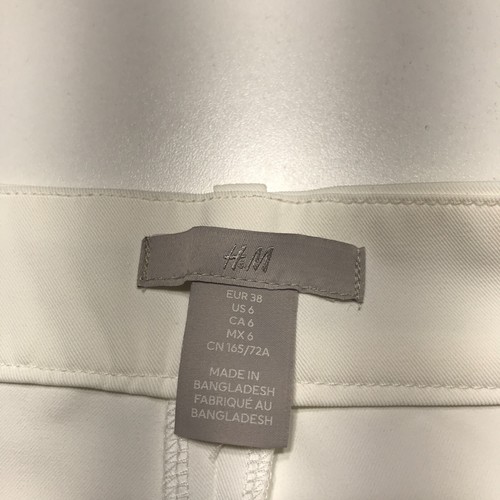 H&M
EUR 38
US 6
CA 6
MX 6
CN 165/72A
MADE IN
BANGLADESH
FABRIQUÉ AU
BANGLADESH